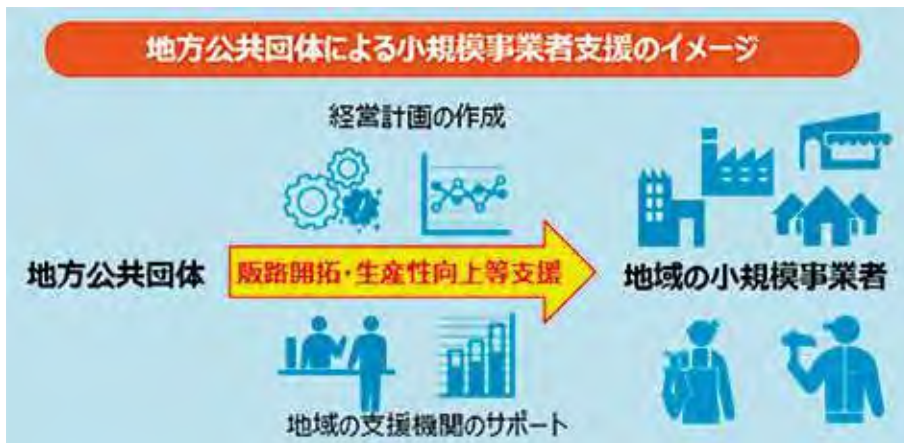 地方公共団体による小規模事業者支援のイメージ
経営計画の作成
地方公共団体
販路開拓・生産性向上等支援
地域の小規模事業者
地域の支援機関のサポート